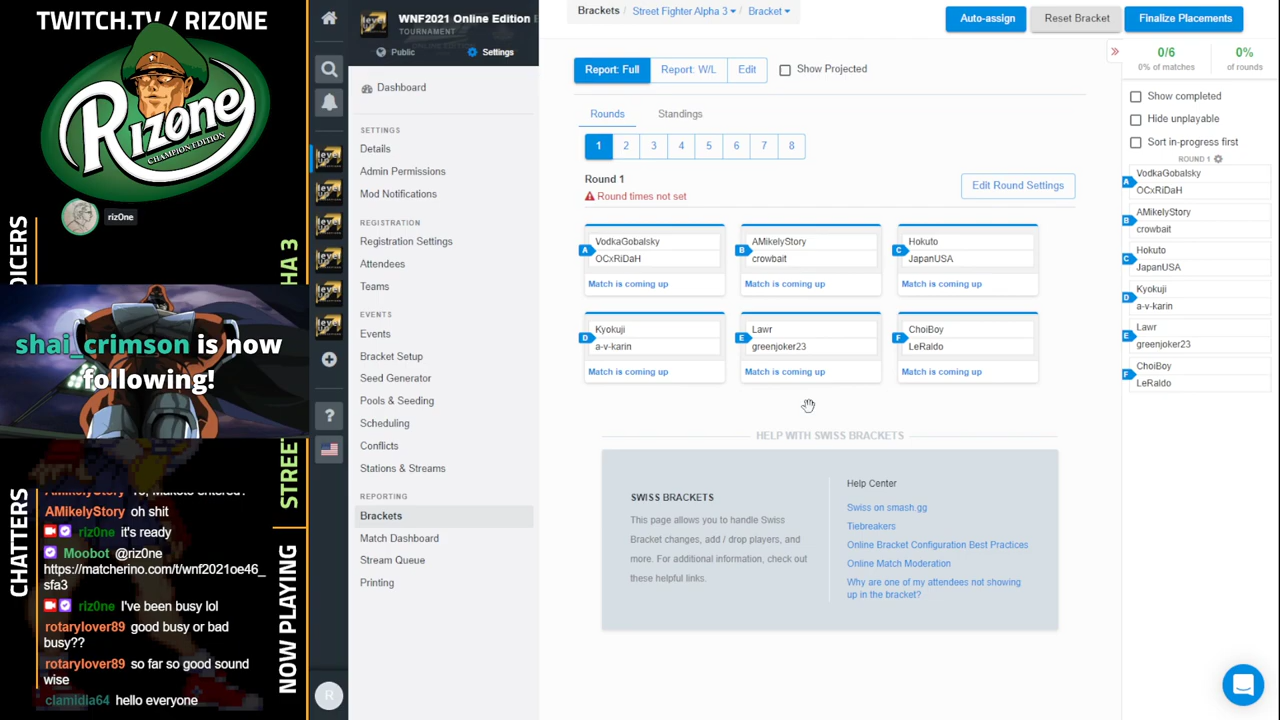 TWITCH.TV / RIZONE
RIZONE
CHAMPION EDITION
riz0ne
DICERS
HA 3
shai_crimson is now
following!
STREET
CHATTERS
NOW PLAYING
AMikelyStory oh shit
riz0ne it's ready
Moobot @riz0ne
https://matcherino.com/t/wnf2021oe46_
sfa3
riz0ne I've been busy lol
rotarylover89 good busy or bad
busy??
rotarylover89 so far so good sound
wise
clamidia64 hello everyone
level
?
R
WNF2021 Online Edition E
TOURNAMENT
Public
Settings
Dashboard
SETTINGS
Details
Admin Permissions
Mod Notifications
REGISTRATION
Registration Settings
Attendees
Teams
EVENTS
Events
Bracket Setup
Seed Generator
Pools & Seeding
Scheduling
Conflicts
Stations & Streams
REPORTING
Brackets
Match Dashboard
Stream Queue
Printing
Brackets / Street Fighter Alpha 3 / Bracket
Auto-assign
Reset Bracket
Finalize Placements
Report: Full
Report: W/L
Edit
Show Projected
Rounds
Standings
1 2 3 4 5 6 7 8
Round 1
Round times not set
Edit Round Settings
A
VodkaGobalsky
OCxRiDaH
Match is coming up
B
AMikelyStory
crowbait
Match is coming up
C
Hokuto
JapanUSA
Match is coming up
D
Kyokuji
a-v-karin
Match is coming up
E
Lawr
greenjoker23
Match is coming up
F
ChoiBoy
LeRaldo
Match is coming up
HELP WITH SWISS BRACKETS
SWISS BRACKETS
This page allows you to handle Swiss
Bracket changes, add / drop players, and
more. For additional information, check out
these helpful links.
Help Center
Swiss on smash.gg
Tiebreakers
Online Bracket Configuration Best Practices
Online Match Moderation
Why are one of my attendees not showing
up in the bracket?
»
0/6
0% of matches
0%
of rounds
Show completed
Hide unplayable
Sort in-progress first
ROUND 1
A
VodkaGobalsky
OCxRiDaH
B
AMikelyStory
crowbait
C
Hokuto
JapanUSA
D
Kyokuji
a-v-karin
E
Lawr
greenjoker23
F
ChoiBoy
LeRaldo